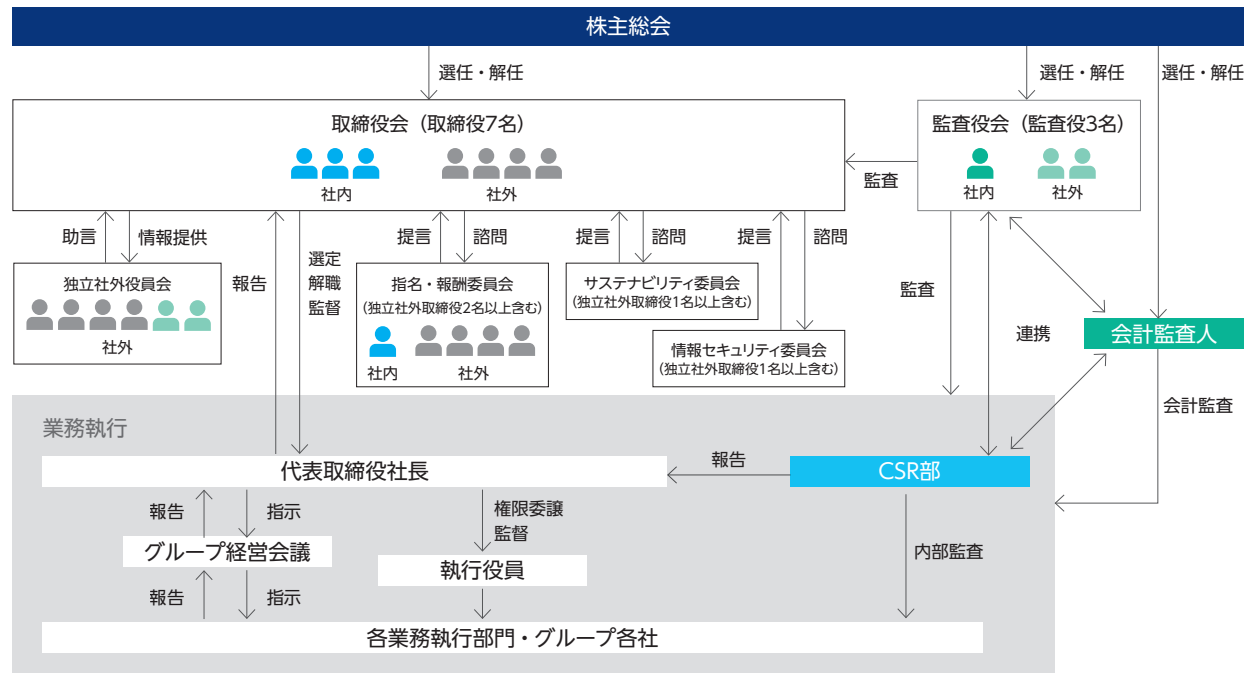 株主総会
選任・解任
選任・解任
選任・解任
取締役会（取締役7名）
社内
社外
監査
監査役会（監査役3名）
社内
社外
助言
情報提供
報告
選定
解職
監督
提言
諮問
提言
諮問
提言
諮問
独立社外役員会
社外
指名・報酬委員会
(独立社外取締役2名以上含む)
社内
社外
サステナビリティ委員会
(独立社外取締役1名以上含む)
情報セキュリティ委員会
(独立社外取締役1名以上含む)
監査
連携
会計監査人
会計監査
業務執行
代表取締役社長
報告
CSR部
報告
指示
権限委譲
監督
グループ経営会議
執行役員
内部監査
報告
指示
各業務執行部門・グループ各社